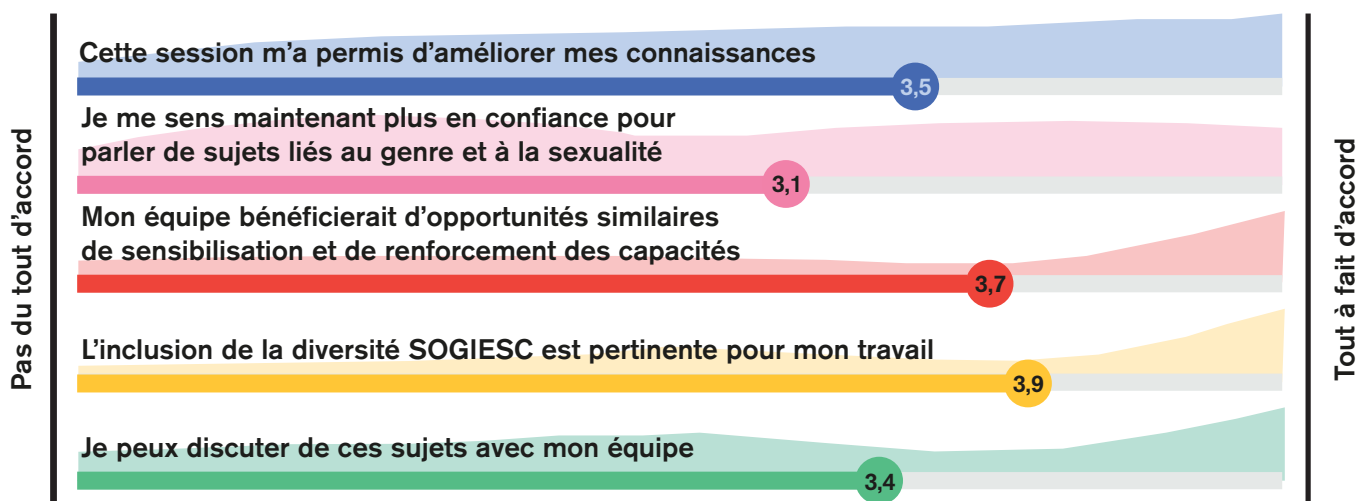 Pas du tout d'accord
Cette session m'a permis d'améliorer mes connaissances
3,5
Je me sens maintenant plus en confiance pour
parler de sujets liés au genre et à la sexualité
3,1
Mon équipe bénéficierait d'opportunités similaires
de sensibilisation et de renforcement des capacités
3,7
L'inclusion de la diversité SOGIESC est pertinente pour mon travail
3,9
Je peux discuter de ces sujets avec mon équipe
3,4
Tout à fait d'accord